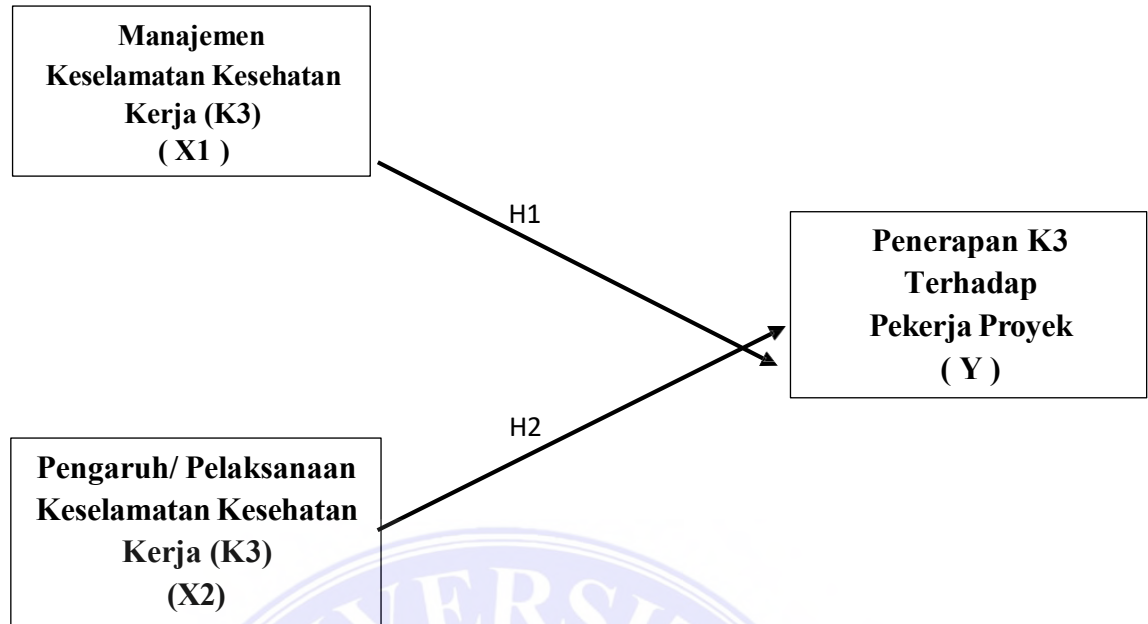 Manajemen
Keselamatan Kesehatan
Kerja (K3)
( X1 )
H1
Penerapan K3
Terhadap
Pekerja Proyek
( Y )
H2
Pengaruh/ Pelaksanaan
Keselamatan Kesehatan
Kerja (K3)
(X2)